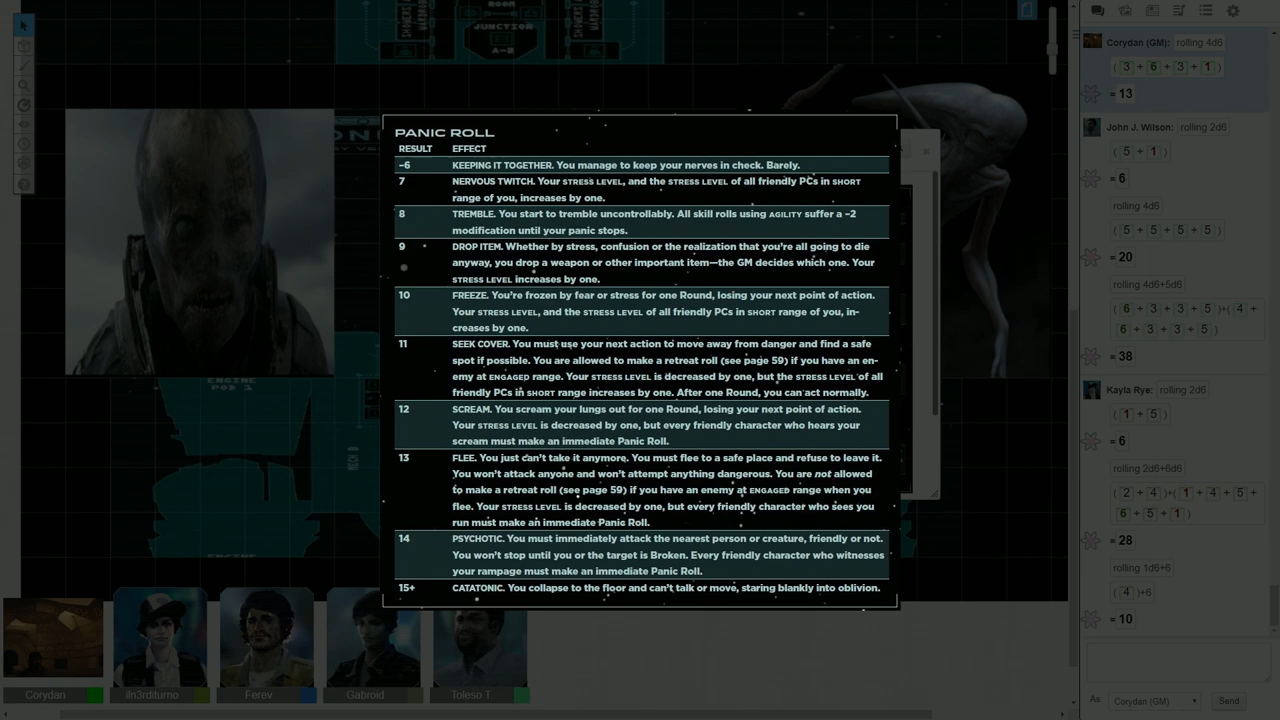 ROOM
SHOWERS
WARDROBE
JUNCTION
A-2
PANIC ROLL
RESULT EFFECT
–6 KEEPING IT TOGETHER. You manage to keep your nerves in check. Barely.
7 NERVOUS TWITCH. Your STRESS LEVEL, and the STRESS LEVEL of all friendly PCs in SHORT
range of you, increases by one.
8 TREMBLE. You start to tremble uncontrollably. All skill rolls using AGILITY suffer a –2
modification until your panic stops.
9 DROP ITEM. Whether by stress, confusion or the realization that you're all going to die
anyway, you drop a weapon or other important item—the GM decides which one. Your
STRESS LEVEL increases by one.
10 FREEZE. You're frozen by fear or stress for one Round, losing your next point of action.
Your STRESS LEVEL, and the STRESS LEVEL of all friendly PCs in SHORT range of you, in-
creases by one.
11 SEEK COVER. You must use your next action to move away from danger and find a safe
spot if possible. You are allowed to make a retreat roll (see page 59) if you have an en-
emy at ENGAGED range. Your STRESS LEVEL is decreased by one, but the STRESS LEVEL of all
friendly PCs in SHORT range increases by one. After one Round, you can act normally.
12 SCREAM. You scream your lungs out for one Round, losing your next point of action.
Your STRESS LEVEL is decreased by one, but every friendly character who hears your
scream must make an immediate Panic Roll.
13 FLEE. You just can't take it anymore. You must flee to a safe place and refuse to leave it.
You won't attack anyone and won't attempt anything dangerous. You are not allowed
to make a retreat roll (see page 59) if you have an enemy at ENGAGED range when you
flee. Your STRESS LEVEL is decreased by one, but every friendly character who sees you
run must make an immediate Panic Roll.
14 PSYCHOTIC. You must immediately attack the nearest person or creature, friendly or not.
You won't stop until you or the target is Broken. Every friendly character who witnesses
your rampage must make an immediate Panic Roll.
15+ CATATONIC. You collapse to the floor and can't talk or move, staring blankly into oblivion.
ENGINE
POD 1
MECH B
ENGINE
Corydan
iln3rditurno
Ferev
Gabroid
Toleso T.
Corydan (GM): rolling 4d6
( 3 + 6 + 3 + 1 )
= 13
John J. Wilson: rolling 2d6
( 5 + 1 )
= 6
rolling 4d6
( 5 + 5 + 5 + 5 )
= 20
rolling 4d6+5d6
( 6 + 3 + 3 + 5 )+( 4 +
6 + 3 + 3 + 5 )
= 38
Kayla Rye: rolling 2d6
( 1 + 5 )
= 6
rolling 2d6+6d6
( 2 + 4 )+( 1 + 4 + 5 +
6 + 5 + 1 )
= 28
rolling 1d6+6
( 4 )+6
= 10
As: Corydan (GM) Send